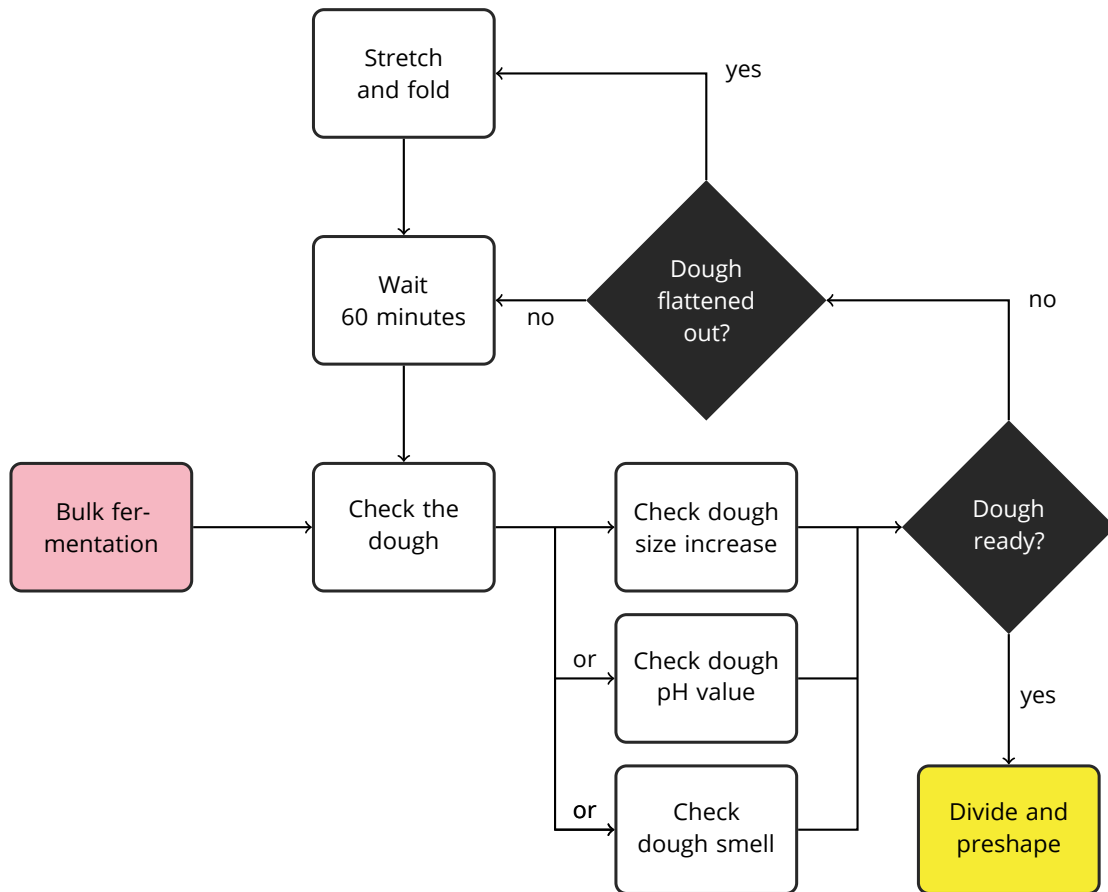 Stretch
and fold
yes
Wait
60 minutes
no
Dough
flattened
out?
no
Bulk fer-
mentation
Check the
dough
Check dough
size increase
Dough
ready?
or
Check dough
pH value
yes
or
Check
dough smell
Divide and
preshape